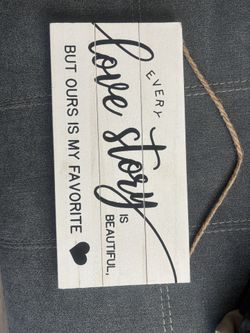 EVERY
love story
IS
BEAUTIFUL,
BUT OURS IS MY FAVORITE